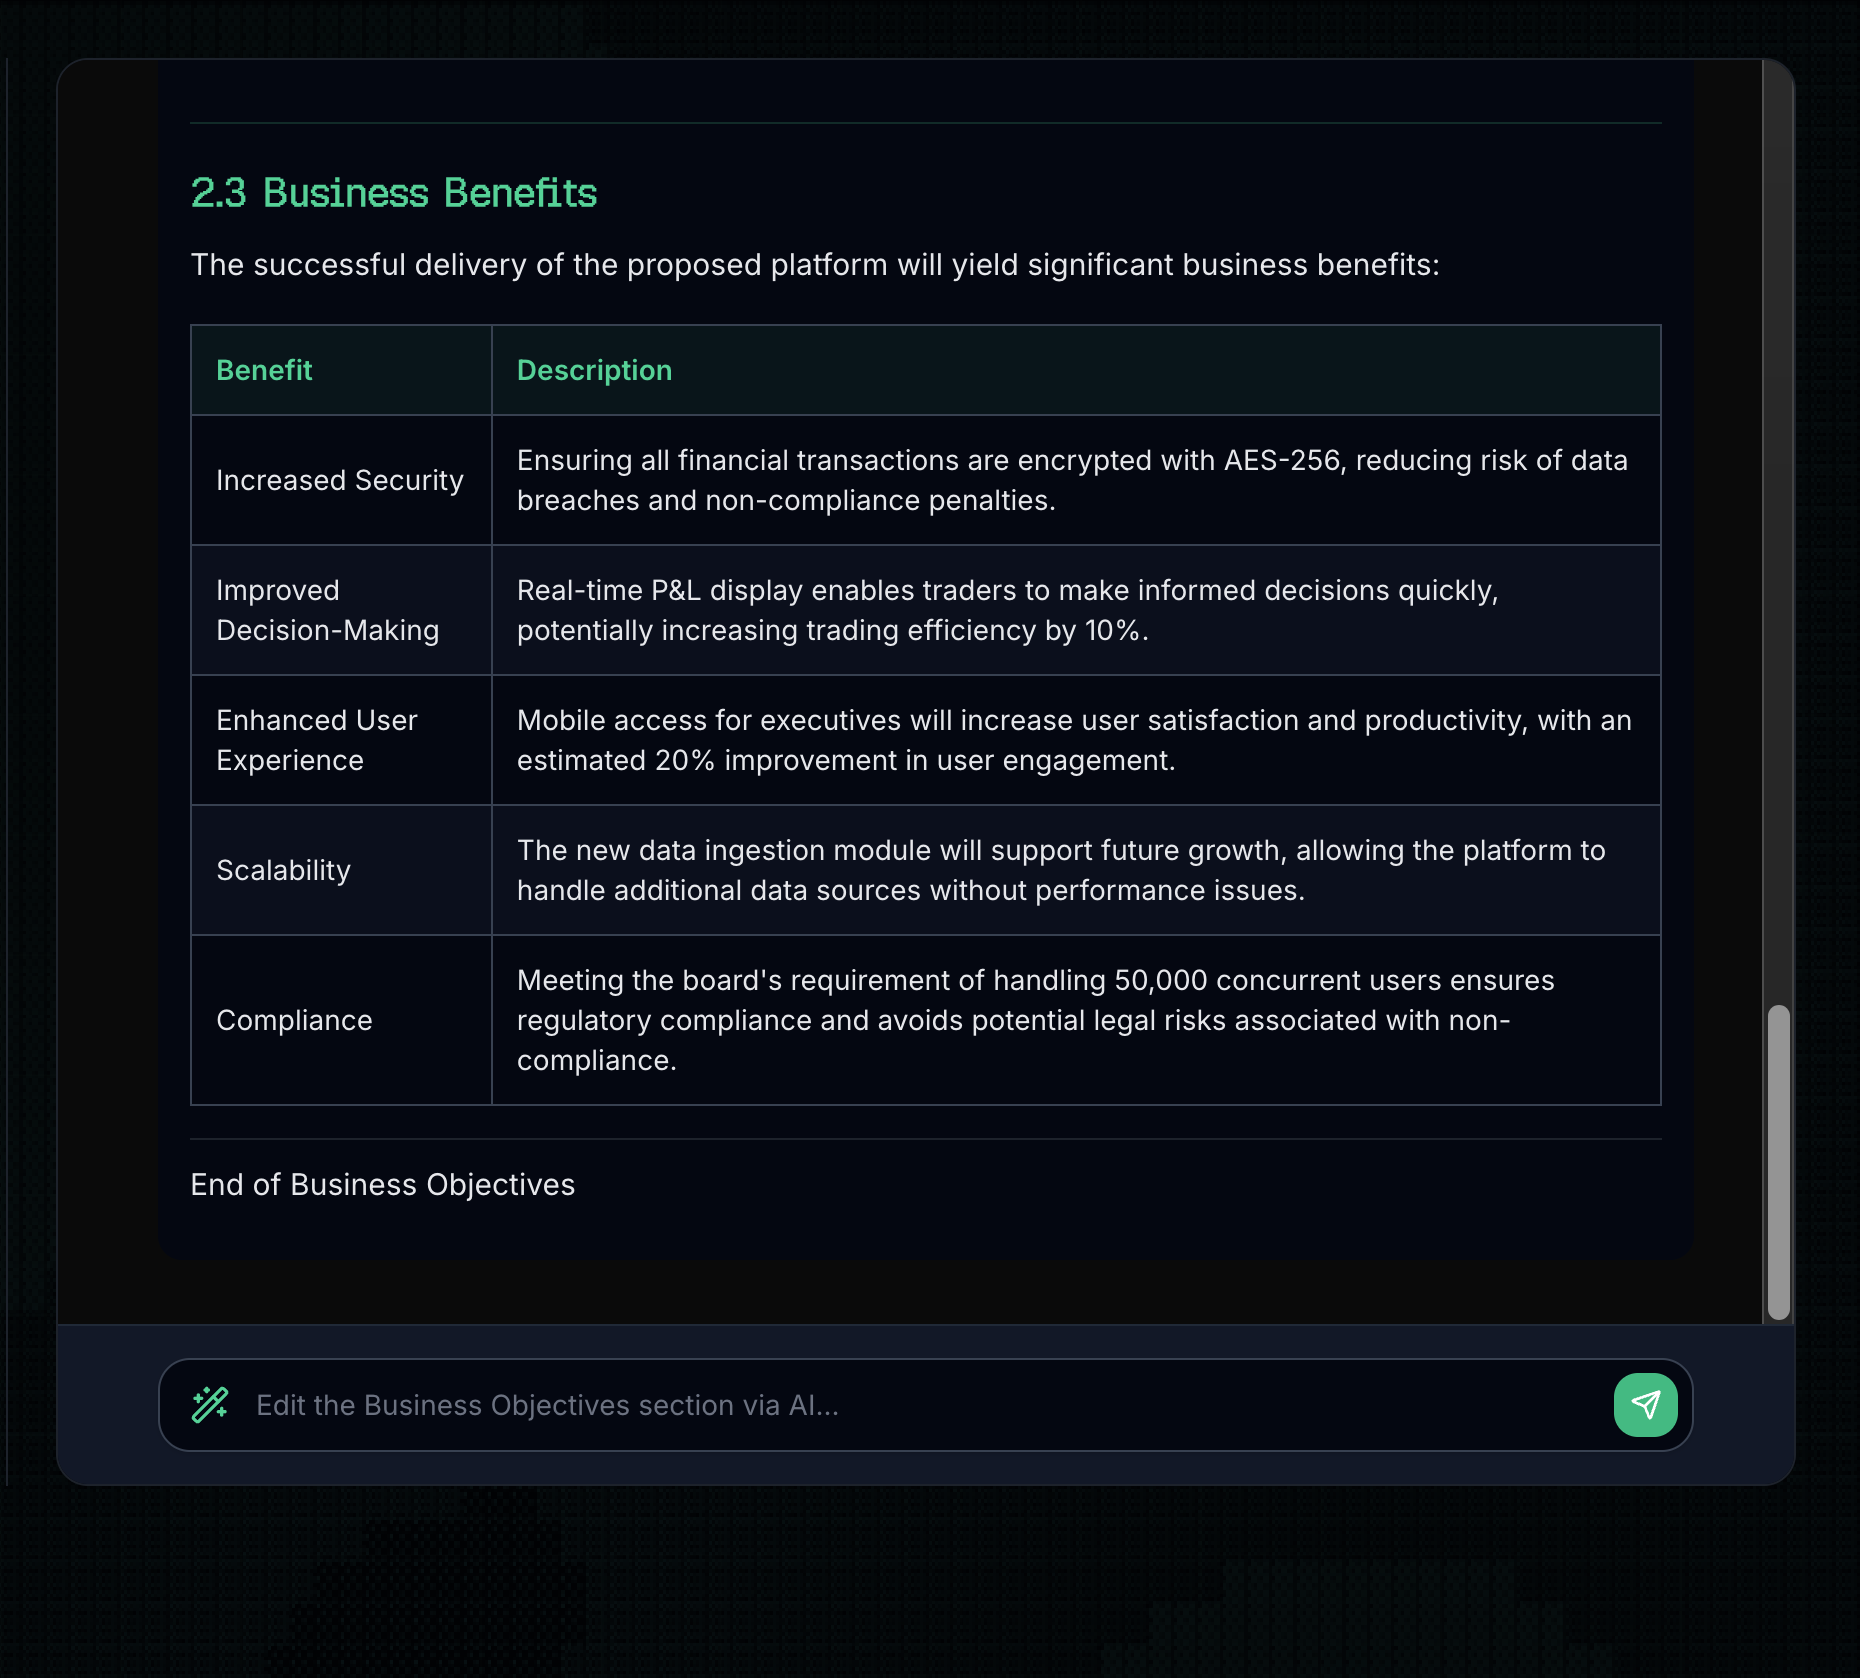 2.3 Business Benefits
The successful delivery of the proposed platform will yield significant business benefits:
Benefit
Description
Increased Security
Ensuring all financial transactions are encrypted with AES-256, reducing risk of data
breaches and non-compliance penalties.
Improved
Decision-Making
Real-time P&L display enables traders to make informed decisions quickly,
potentially increasing trading efficiency by 10%.
Enhanced User
Experience
Mobile access for executives will increase user satisfaction and productivity, with an
estimated 20% improvement in user engagement.
Scalability
The new data ingestion module will support future growth, allowing the platform to
handle additional data sources without performance issues.
Compliance
Meeting the board's requirement of handling 50,000 concurrent users ensures
regulatory compliance and avoids potential legal risks associated with non-
compliance.
End of Business Objectives
Edit the Business Objectives section via AI...